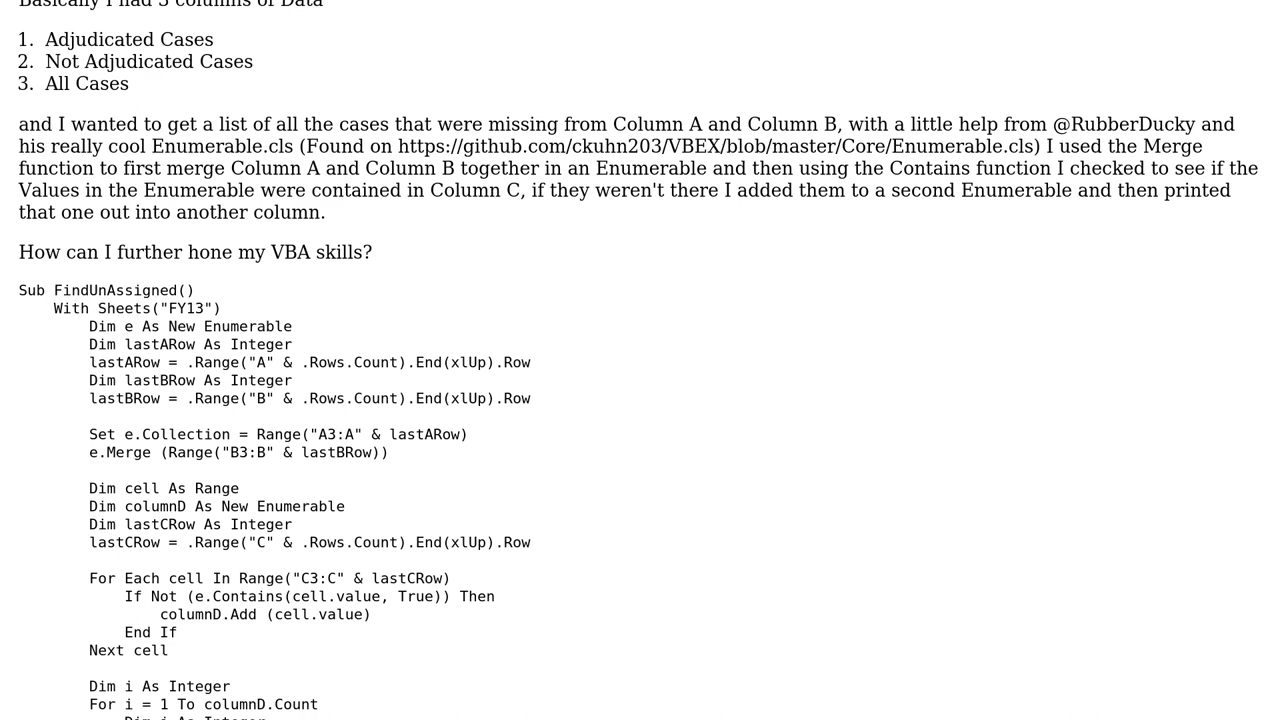 Basically I had 3 columns of Data
1. Adjudicated Cases
2. Not Adjudicated Cases
3. All Cases
and I wanted to get a list of all the cases that were missing from Column A and Column B, with a little help from @RubberDucky and
his really cool Enumerable.cls (Found on https://github.com/ckuhn203/VBEX/blob/master/Core/Enumerable.cls) I used the Merge
function to first merge Column A and Column B together in an Enumerable and then using the Contains function I checked to see if the
Values in the Enumerable were contained in Column C, if they weren't there I added them to a second Enumerable and then printed
that one out into another column.
How can I further hone my VBA skills?
Sub FindUnAssigned()
    With Sheets("FY13")
        Dim e As New Enumerable
        Dim lastARow As Integer
        lastARow = .Range("A" & .Rows.Count).End(xlUp).Row
        Dim lastBRow As Integer
        lastBRow = .Range("B" & .Rows.Count).End(xlUp).Row
        Set e.Collection = Range("A3:A" & lastARow)
        e.Merge (Range("B3:B" & lastBRow))
        Dim cell As Range
        Dim columnD As New Enumerable
        Dim lastCRow As Integer
        lastCRow = .Range("C" & .Rows.Count).End(xlUp).Row
        For Each cell In Range("C3:C" & lastCRow)
            If Not (e.Contains(cell.value, True)) Then
                columnD.Add (cell.value)
            End If
        Next cell
        Dim i As Integer
        For i = 1 To columnD.Count